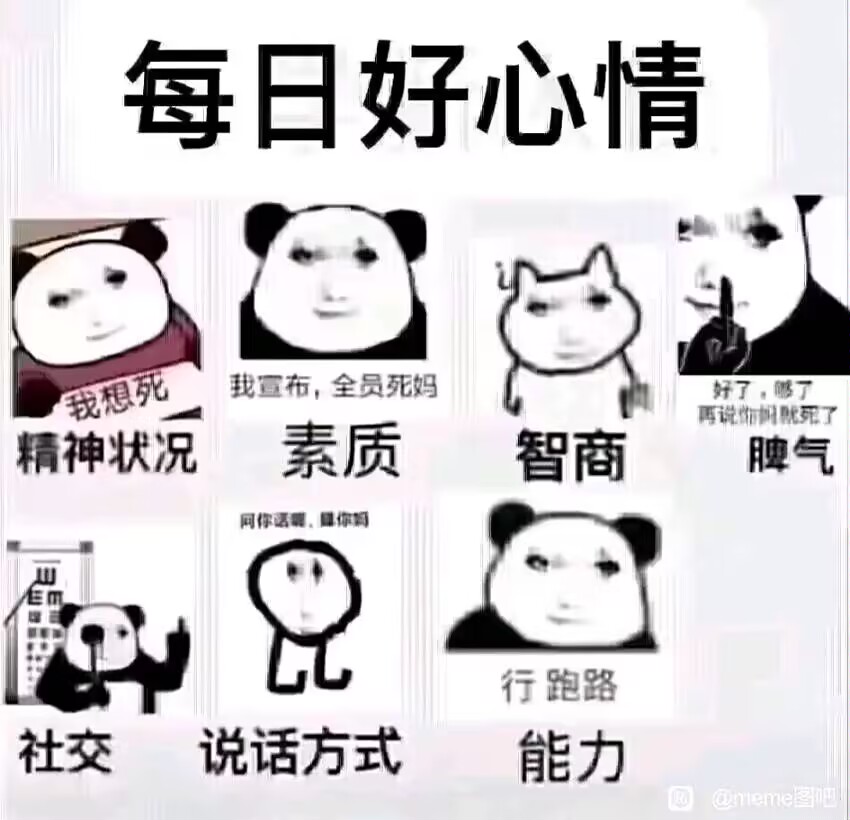 每日好心情
我想死
精神状况
我宣布，全员死妈
素质
智商
好了，够了
再说你妈就死了
脾气
社交
问你话呢，操你妈
说话方式
行 跑路
能力
@meme图吧